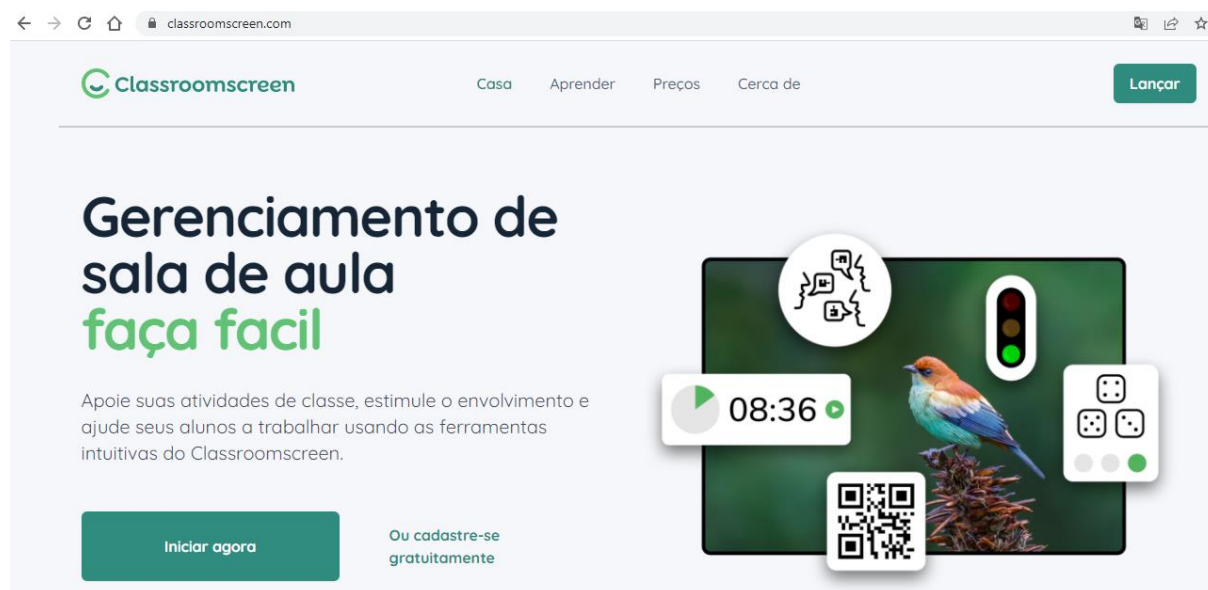 classroomscreen.com
Classroomscreen
Casa Aprender Preços Cerca de Lançar
Gerenciamento de
sala de aula
faça facil
Apoie suas atividades de classe, estimule o envolvimento e
ajude seus alunos a trabalhar usando as ferramentas
intuitivas do Classroomscreen.
Iniciar agora
Ou cadastre-se
gratuitamente
08:36